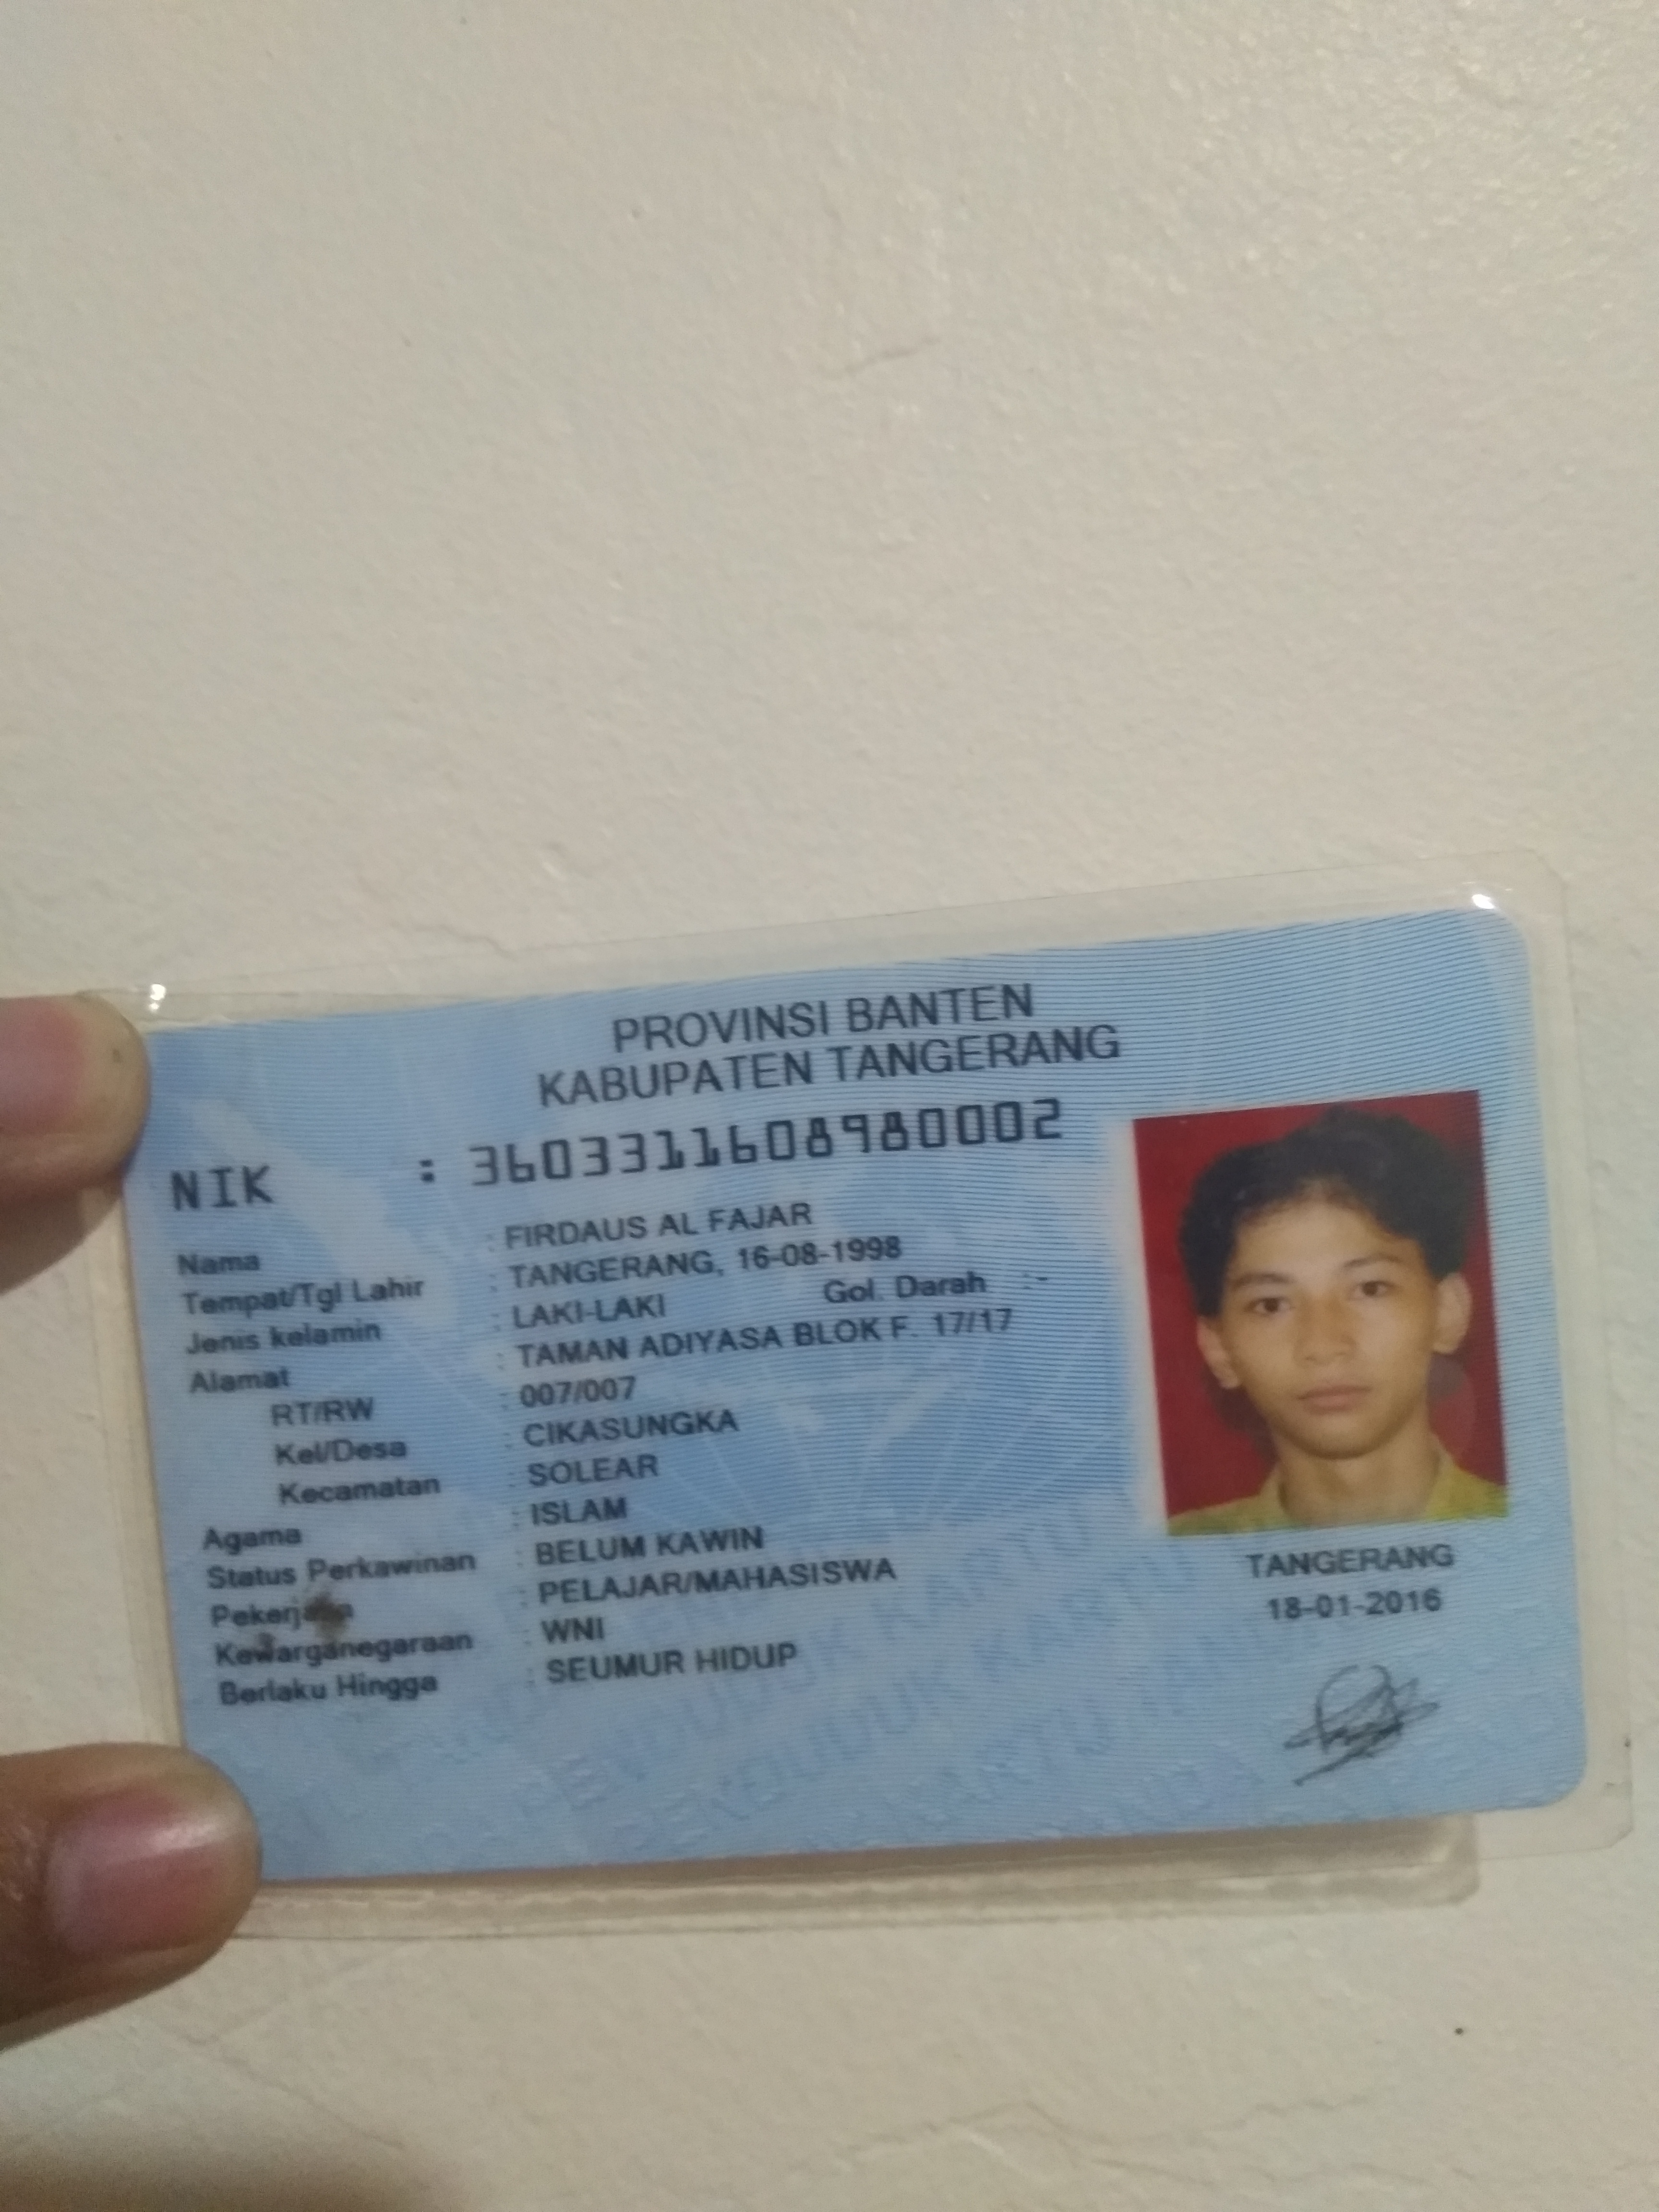 PROVINSI BANTEN
KABUPATEN TANGERANG
NIK : 3603311608980002
Nama : FIRDAUS AL FAJAR
Tempat/Tgl Lahir : TANGERANG, 16-08-1998
Jenis kelamin : LAKI-LAKI Gol. Darah : -
Alamat : TAMAN ADIYASA BLOK F. 17/17
RT/RW : 007/007
Kel/Desa : CIKASUNGKA
Kecamatan : SOLEAR
Agama : ISLAM
Status Perkawinan : BELUM KAWIN
Pekerjaan : PELAJAR/MAHASISWA
Kewarganegaraan : WNI
Berlaku Hingga : SEUMUR HIDUP
TANGERANG
18-01-2016